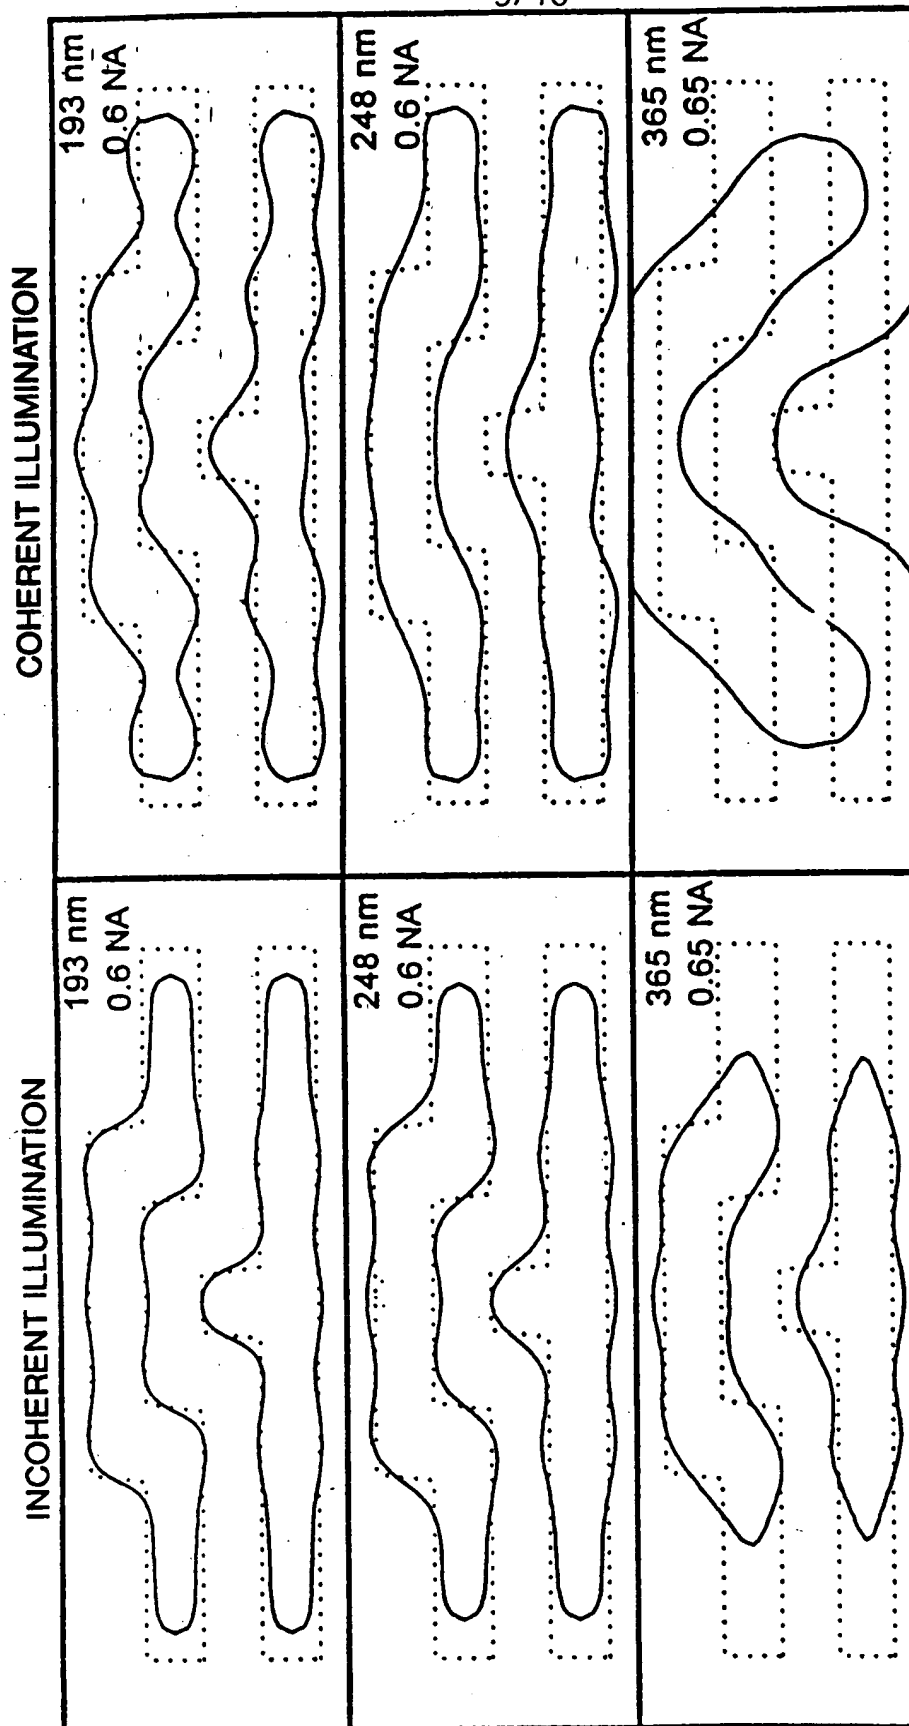 COHERENT ILLUMINATION
193 nm
0.6 NA
248 nm
0.6 NA
365 nm
0.65 NA
INCOHERENT ILLUMINATION
193 nm
0.6 NA
248 nm
0.6 NA
365 nm
0.65 NA